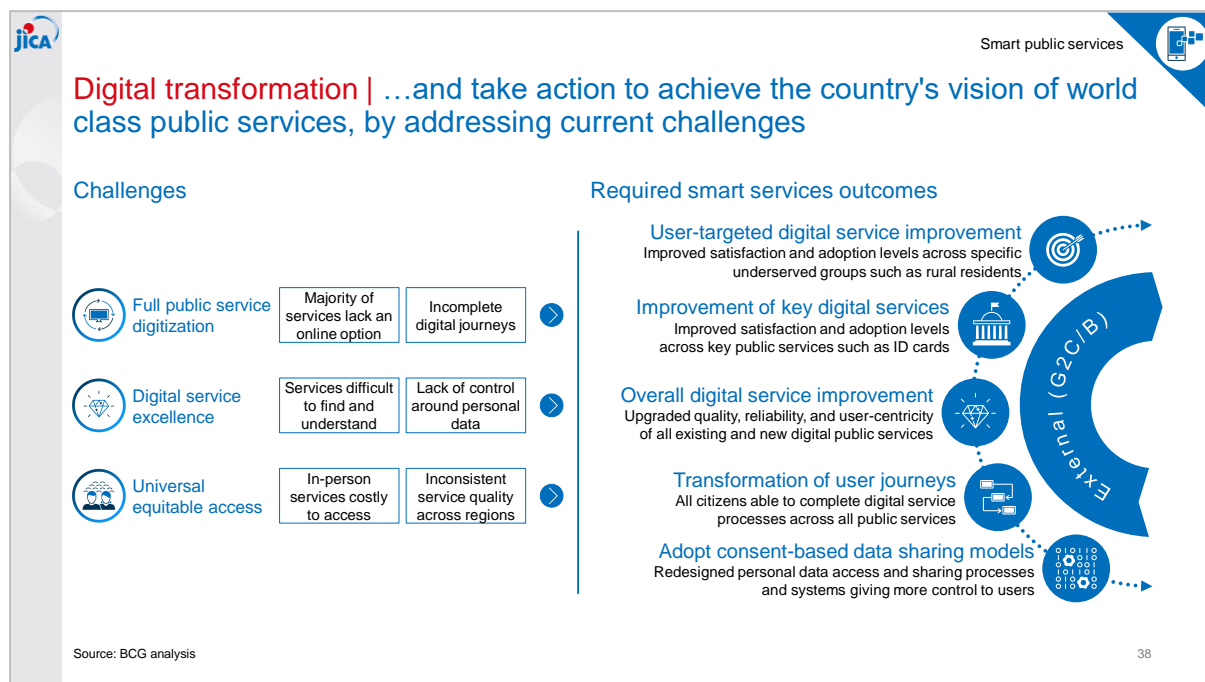 jICA
Smart public services
Digital transformation | …and take action to achieve the country's vision of world
class public services, by addressing current challenges
Challenges
Full public service
digitization
Majority of
services lack an
online option
Incomplete
digital journeys
Digital service
excellence
Services difficult
to find and
understand
Lack of control
around personal
data
Universal
equitable access
In-person
services costly
to access
Inconsistent
service quality
across regions
Required smart services outcomes
User-targeted digital service improvement
Improved satisfaction and adoption levels across specific
underserved groups such as rural residents
Improvement of key digital services
Improved satisfaction and adoption levels
across key public services such as ID cards
Overall digital service improvement
Upgraded quality, reliability, and user-centricity
of all existing and new digital public services
Transformation of user journeys
All citizens able to complete digital service
processes across all public services
Adopt consent-based data sharing models
Redesigned personal data access and sharing processes
and systems giving more control to users
External (G2C/B)
Source: BCG analysis
38